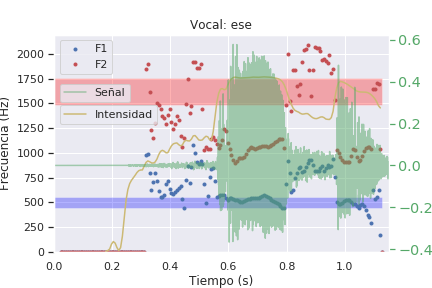 Vocal: ese
F1
F2
Señal
Intensidad
Frecuencia (Hz)
2000
1750
1500
1250
1000
750
500
250
0
0.6
0.4
0.2
0.0
−0.2
−0.4
0.0 0.2 0.4 0.6 0.8 1.0
Tiempo (s)